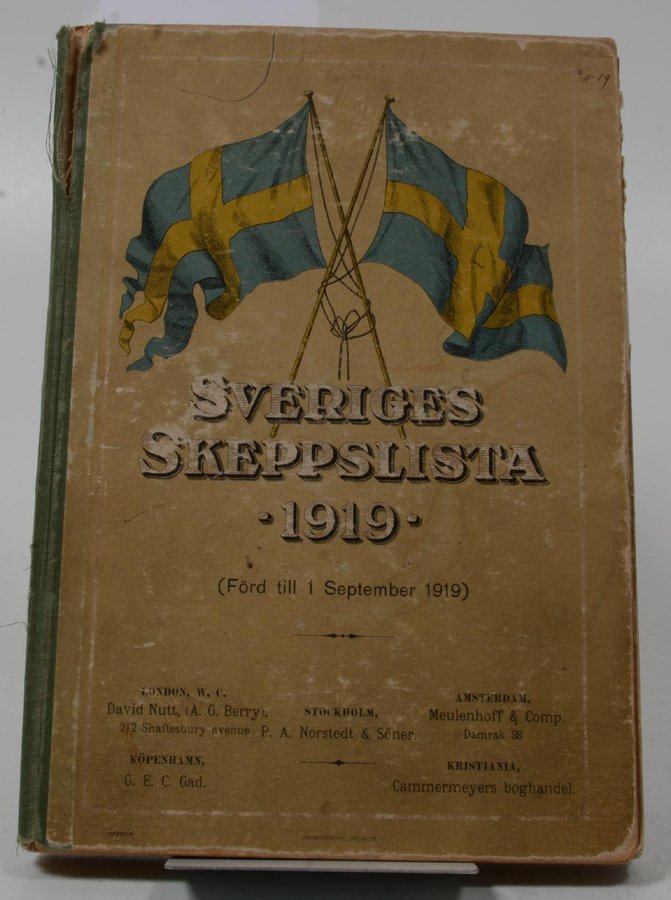 SVERIGES
SKEPPSLISTA
· 1919 ·
(Förd till 1 September 1919)
LONDON, W. C.
David Nutt, (A. G. Berry),
212 Shaftesbury avenue
STOCKHOLM,
P. A. Norstedt & Söner.
AMSTERDAM,
Meulenhoff & Comp.
Damrak 88
KÖPENHAMN,
G. E. C. Gad.
KRISTIANIA,
Cammermeyers boghandel.